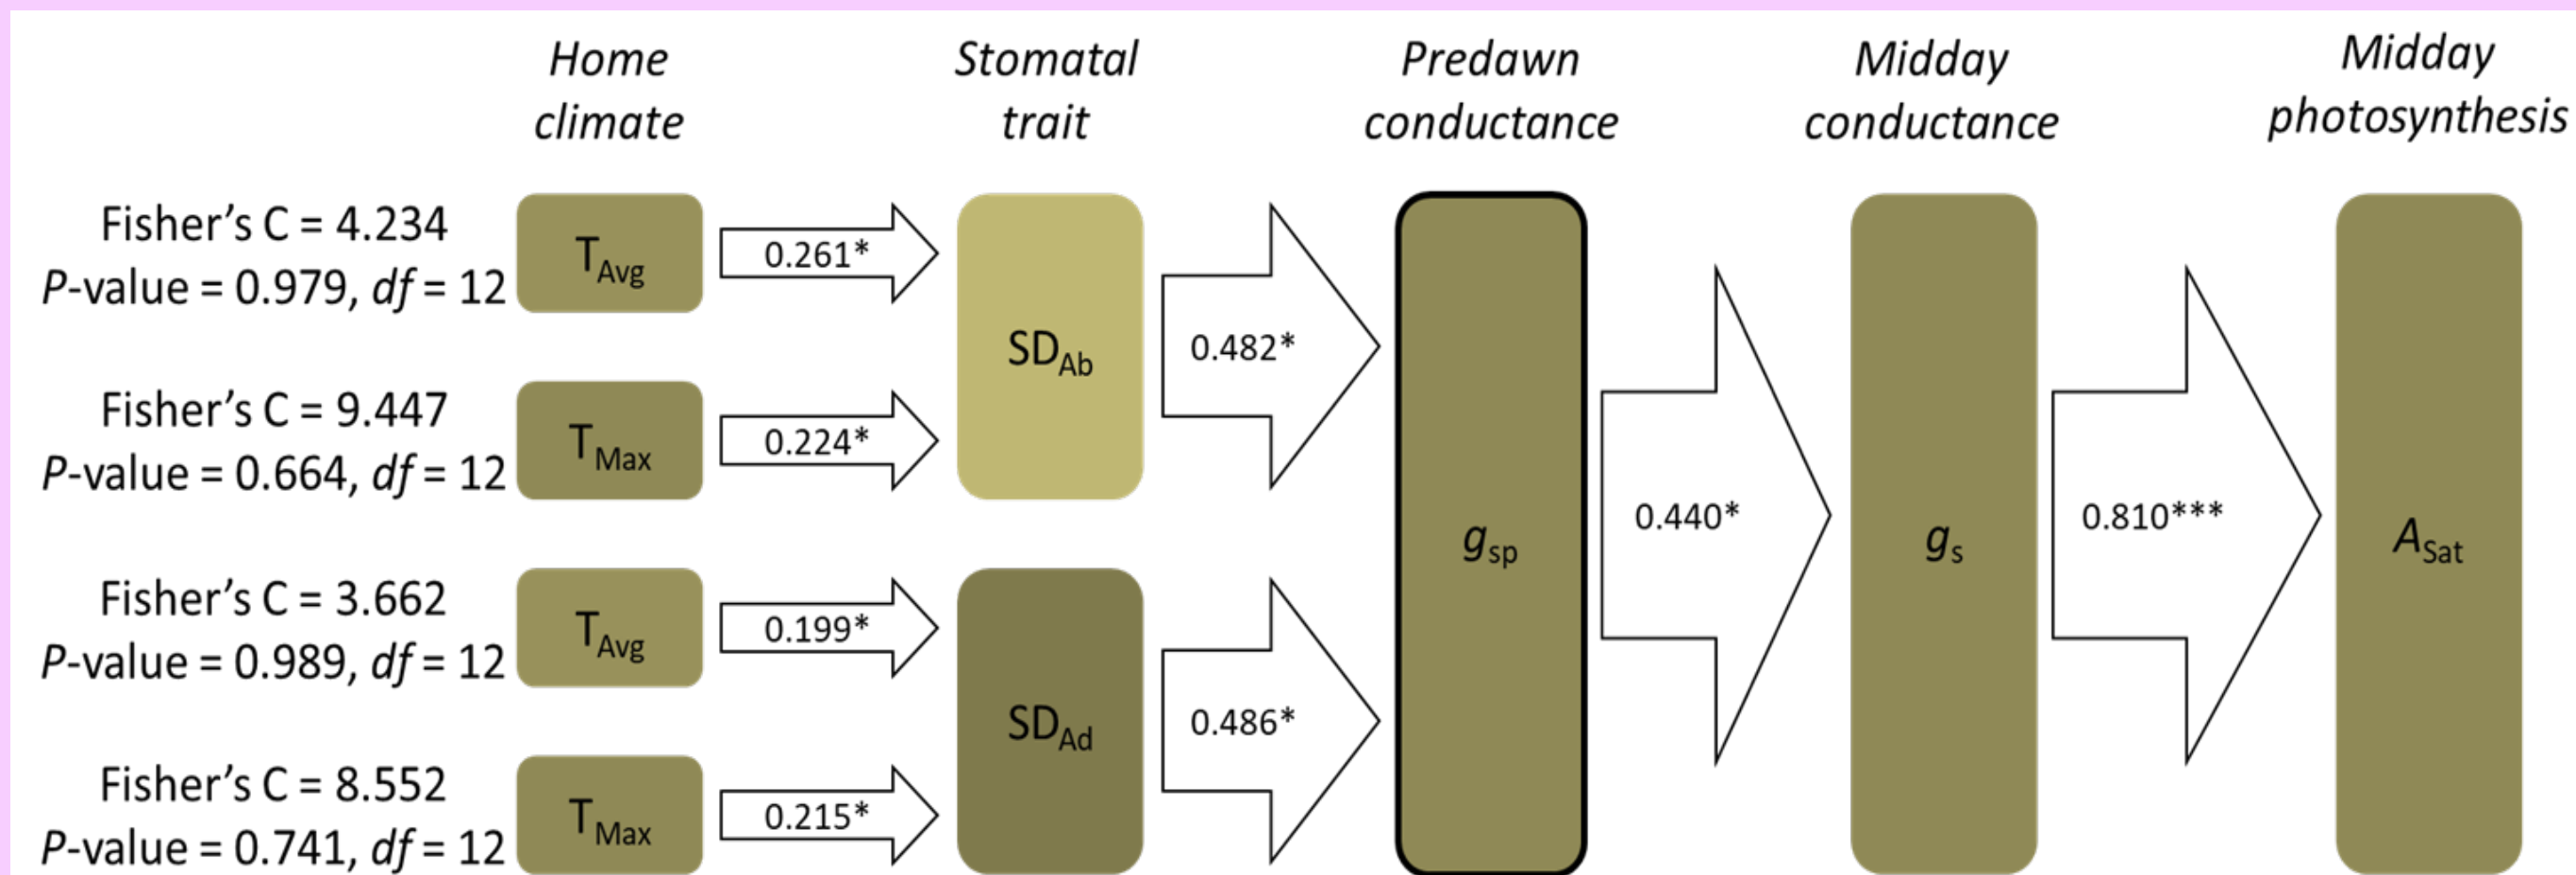 Home
climate
Stomatal
trait
Predawn
conductance
Midday
conductance
Midday
photosynthesis
Fisher’s C = 4.234
P-value = 0.979, df = 12
TAvg
0.261*
Fisher’s C = 9.447
P-value = 0.664, df = 12
TMax
0.224*
SDAb
0.482*
Fisher’s C = 3.662
P-value = 0.989, df = 12
TAvg
0.199*
Fisher’s C = 8.552
P-value = 0.741, df = 12
TMax
0.215*
SDAd
0.486*
gsp
0.440*
gs
0.810***
ASat